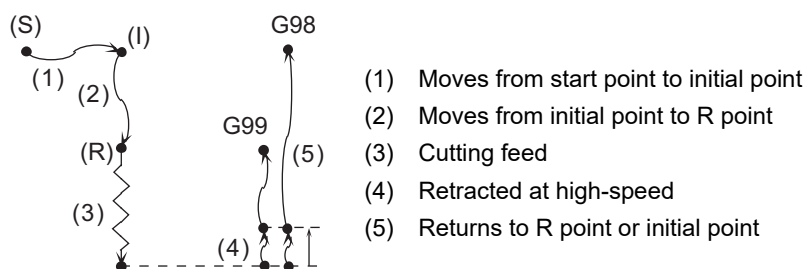 (S)
(I)
G98
(1)
(2)
G99
(R)
(5)
(3)
(4)
(1) Moves from start point to initial point
(2) Moves from initial point to R point
(3) Cutting feed
(4) Retracted at high-speed
(5) Returns to R point or initial point